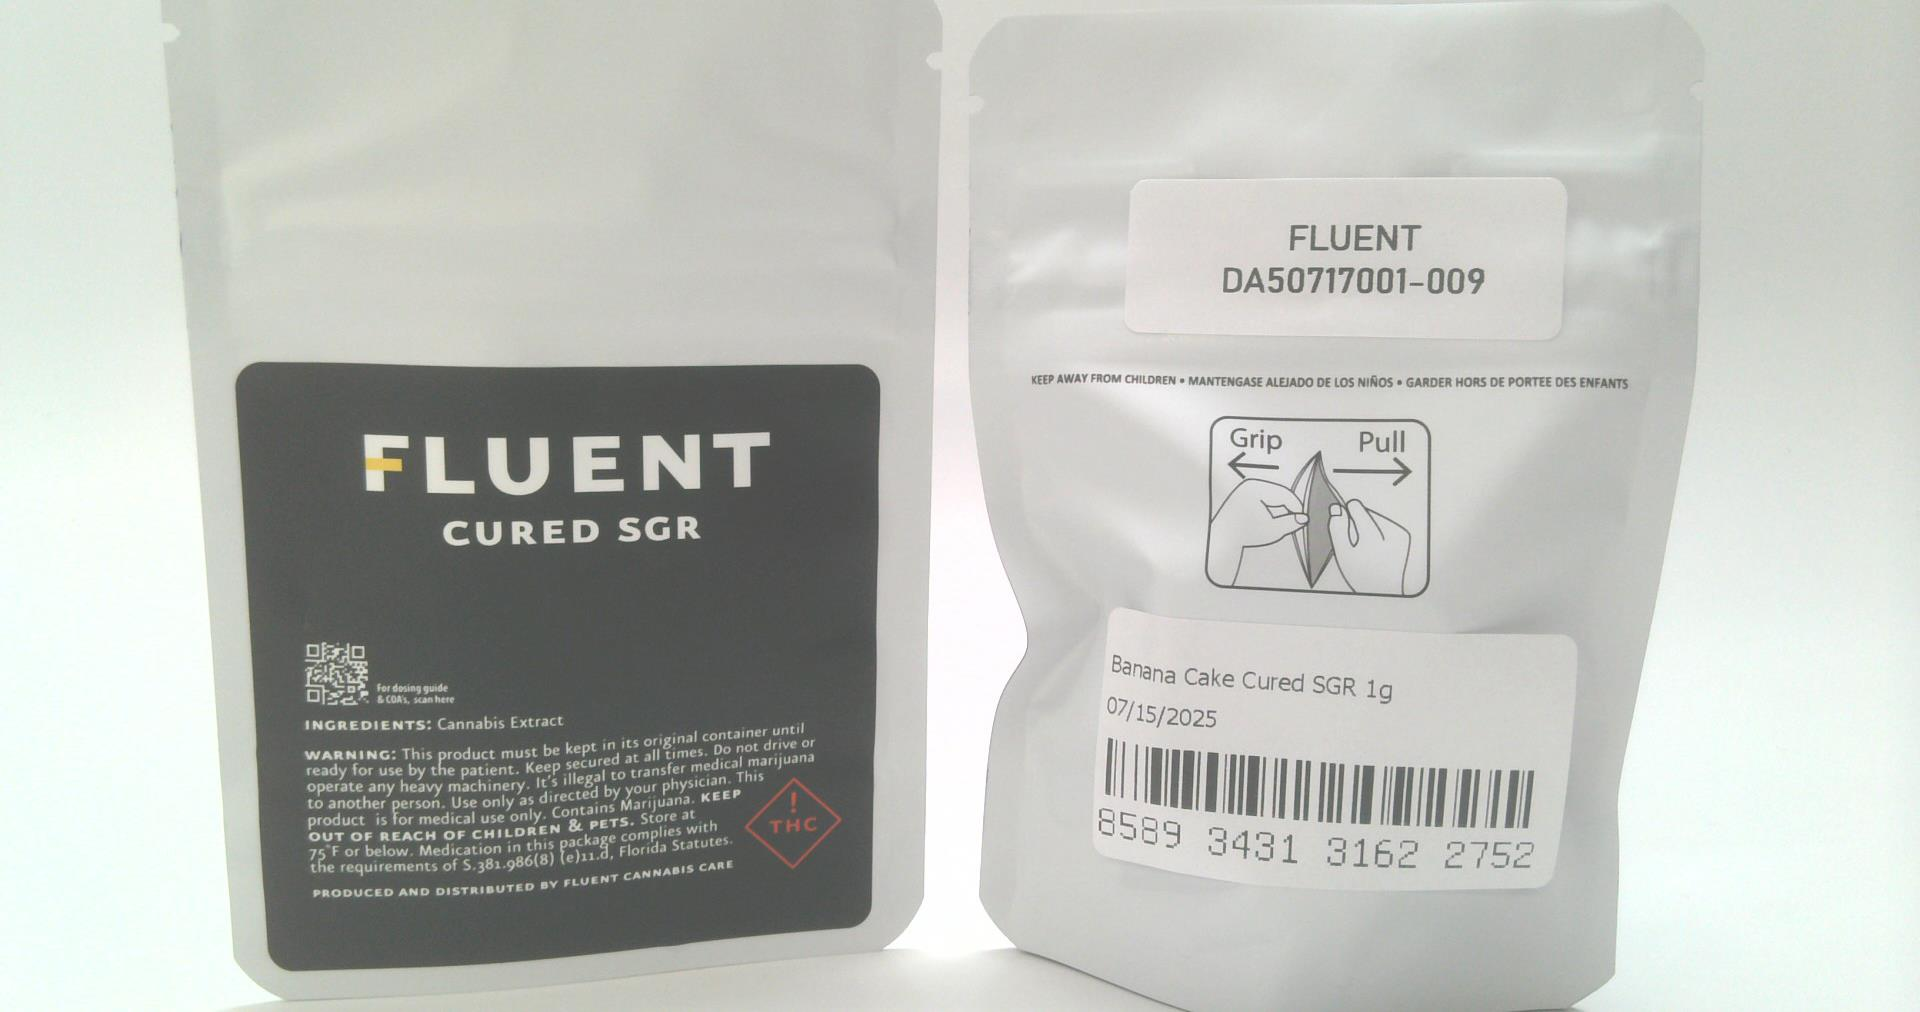 FLUENT
CURED SGR
For dosing guide
& COA's, scan here
INGREDIENTS: Cannabis Extract
WARNING: This product must be kept in its original container until
ready for use by the patient. Keep secured at all times. Do not drive or
operate any heavy machinery. It's illegal to transfer medical marijuana
to another person. Use only as directed by your physician. This
product is for medical use only. Contains Marijuana. KEEP
OUT OF REACH OF CHILDREN & PETS. Store at
75°F or below. Medication in this package complies with
the requirements of S.381.986(8) (e)11.d, Florida Statutes.
!
THC
PRODUCED AND DISTRIBUTED BY FLUENT CANNABIS CARE
FLUENT
DA50717001-009
KEEP AWAY FROM CHILDREN • MANTENGASE ALEJADO DE LOS NIÑOS • GARDER HORS DE PORTEE DES ENFANTS
Grip Pull
Banana Cake Cured SGR 1g
07/15/2025
8589 3431 3162 2752